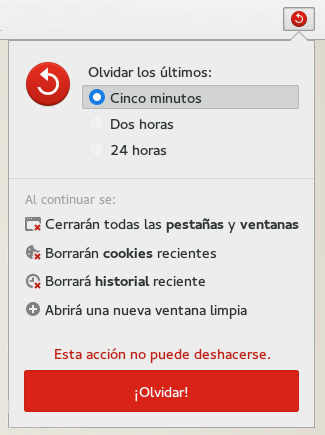 Olvidar los últimos:
Cinco minutos
Dos horas
24 horas
Al continuar se:
Cerrarán todas las pestañas y ventanas
Borrarán cookies recientes
Borrará historial reciente
Abrirá una nueva ventana limpia
Esta acción no puede deshacerse.
¡Olvidar!